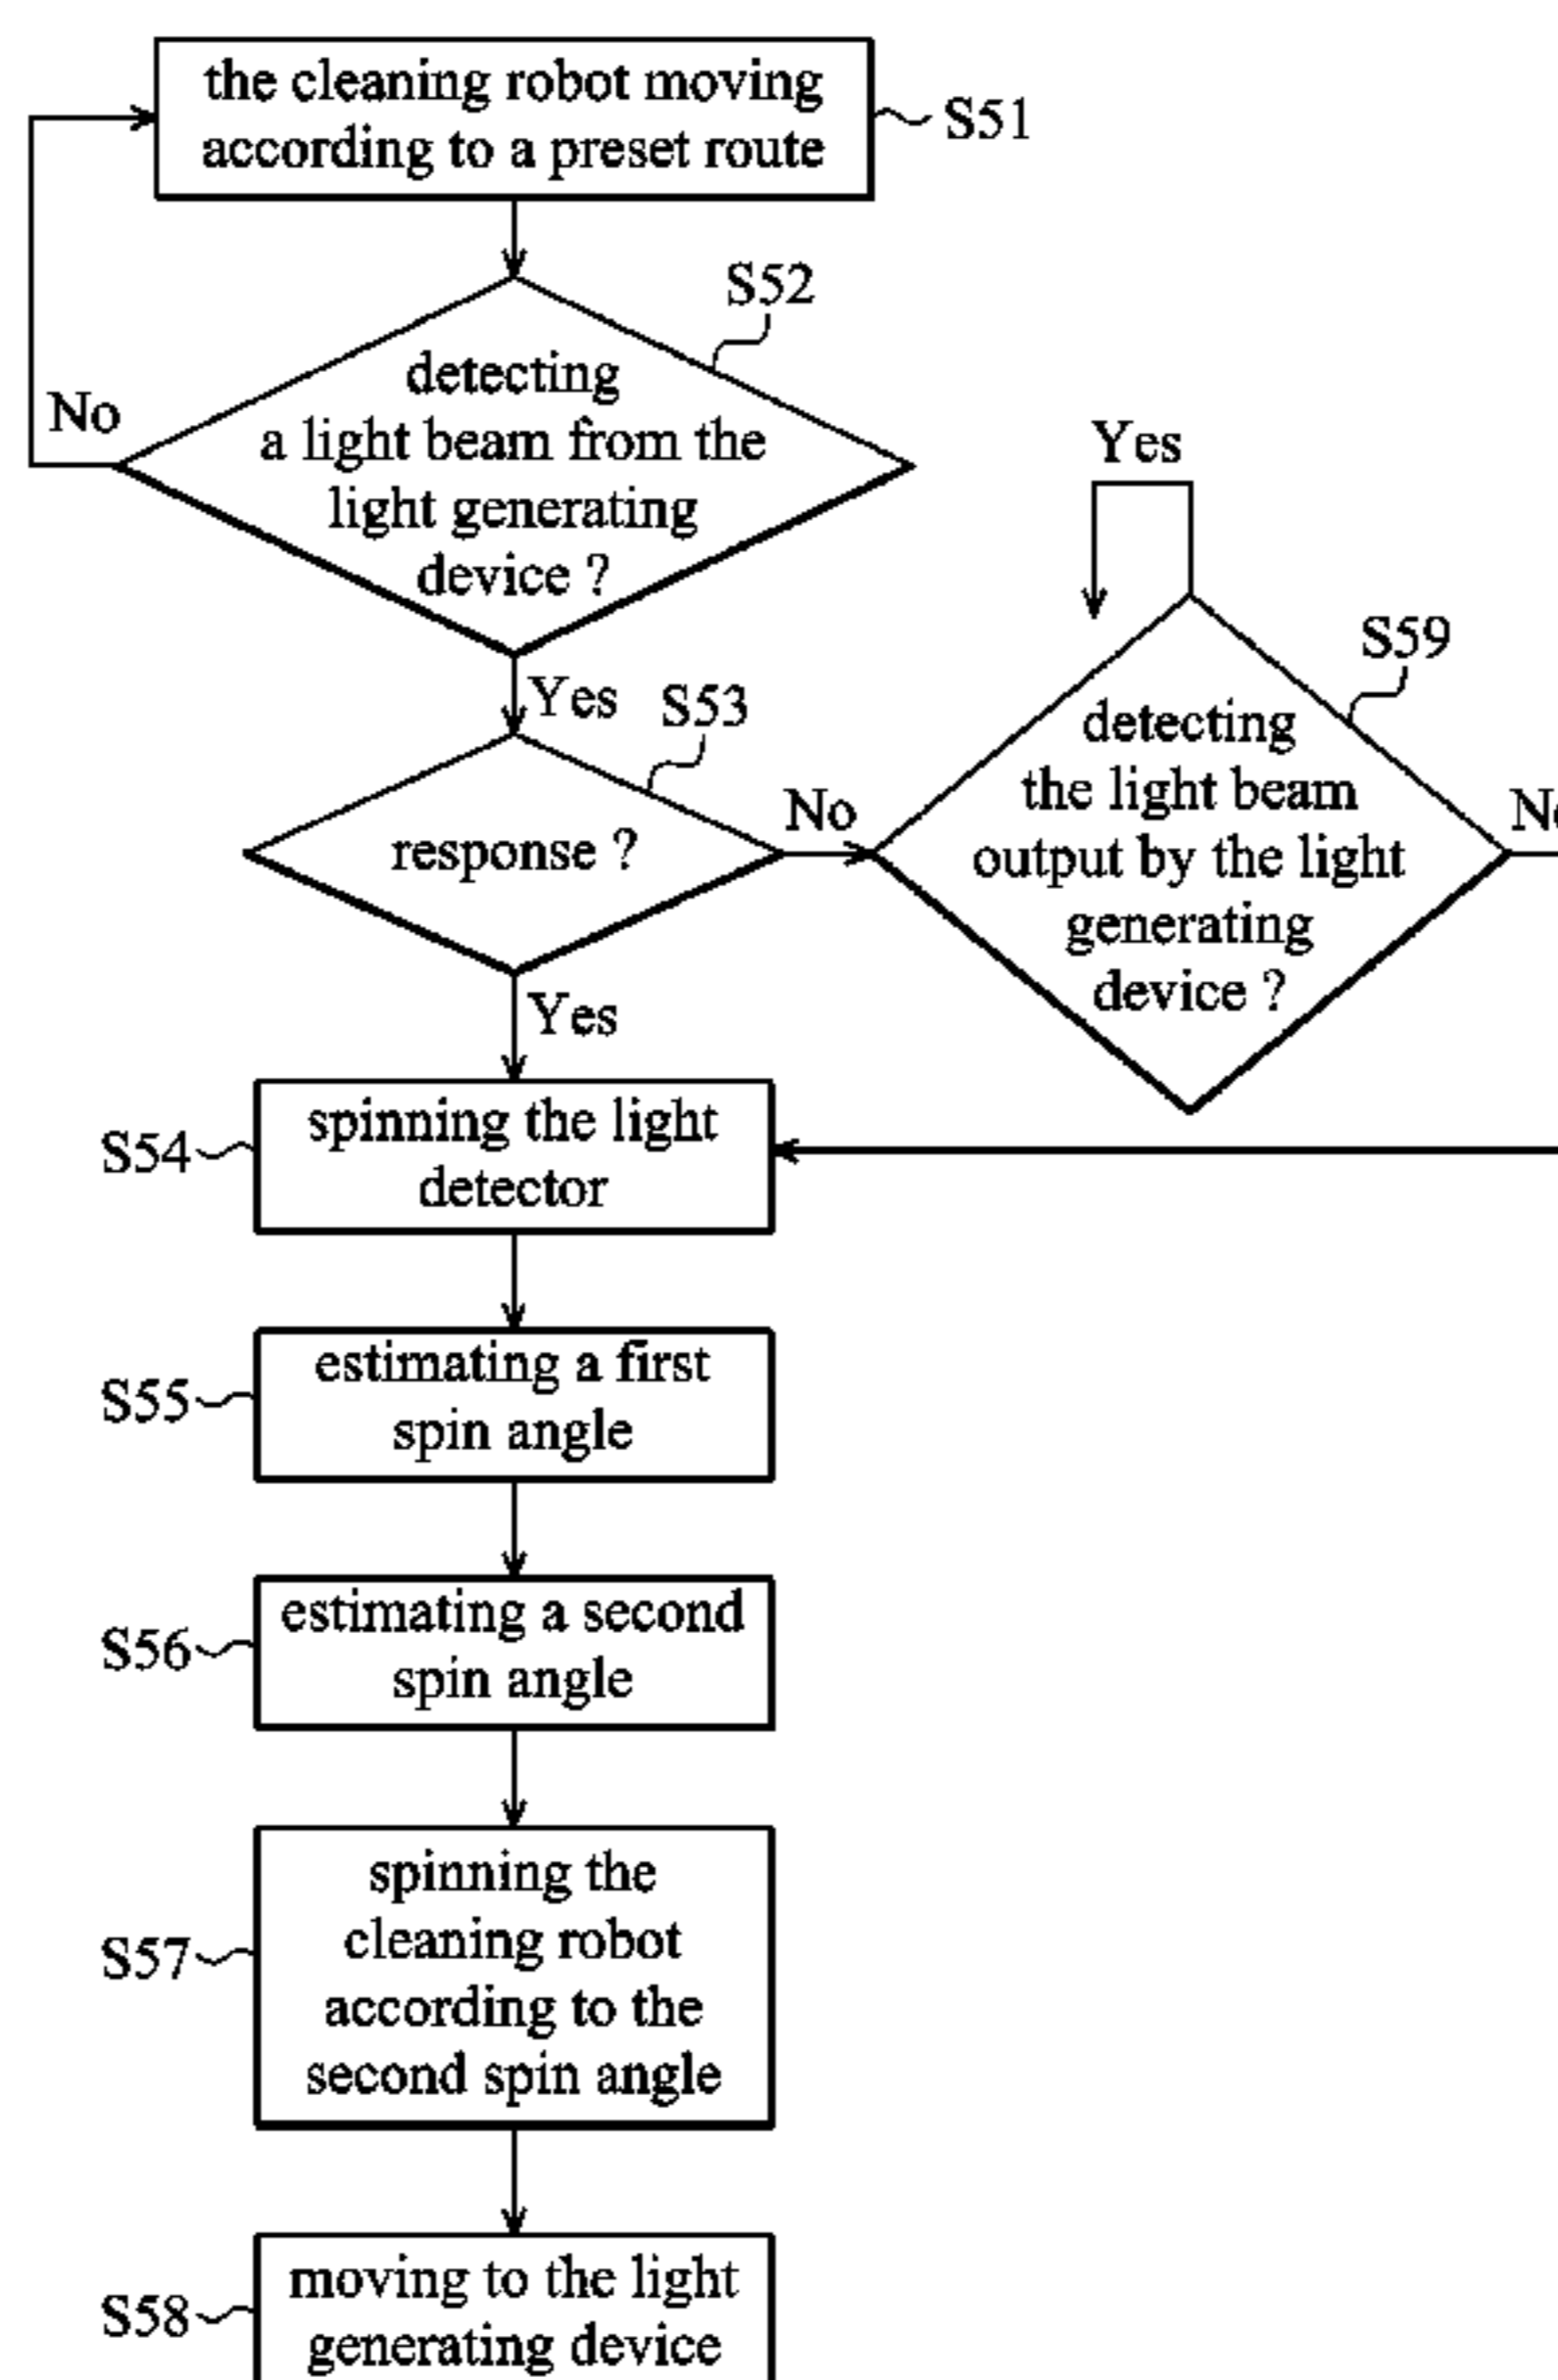 the cleaning robot moving
according to a preset route
S51
S52
detecting
a light beam from the
light generating
device ?
No
Yes
S53
response ?
No
Yes
Yes
S59
detecting
the light beam
output by the light
generating
device ?
No
S54
spinning the light
detector
S55
estimating a first
spin angle
S56
estimating a second
spin angle
S57
spinning the
cleaning robot
according to the
second spin angle
S58
moving to the light
generating device